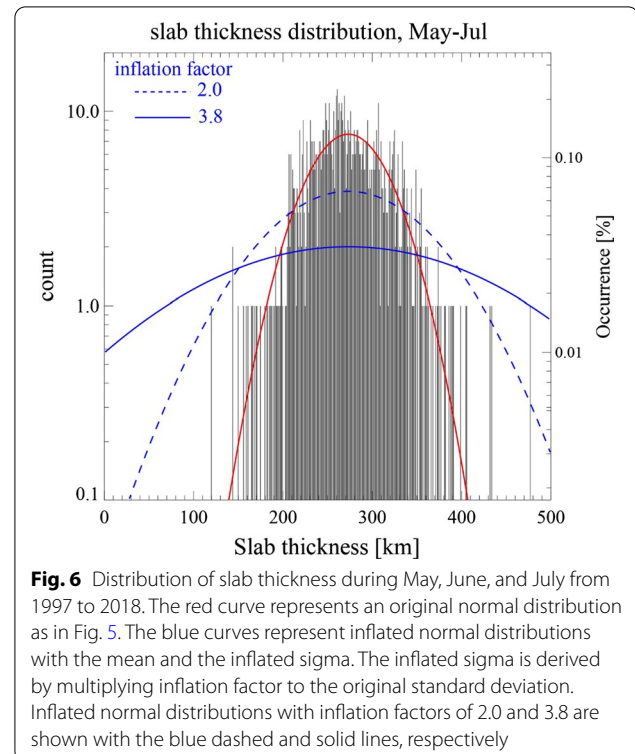 slab thickness distribution, May-Jul
inflation factor
2.0
3.8
10.0
1.0
0.1
count
0.10
0.01
Occurrence [%]
0 100 200 300 400 500
Slab thickness [km]
Fig. 6 Distribution of slab thickness during May, June, and July from
1997 to 2018. The red curve represents an original normal distribution
as in Fig. 5. The blue curves represent inflated normal distributions
with the mean and the inflated sigma. The inflated sigma is derived
by multiplying inflation factor to the original standard deviation.
Inflated normal distributions with inflation factors of 2.0 and 3.8 are
shown with the blue dashed and solid lines, respectively